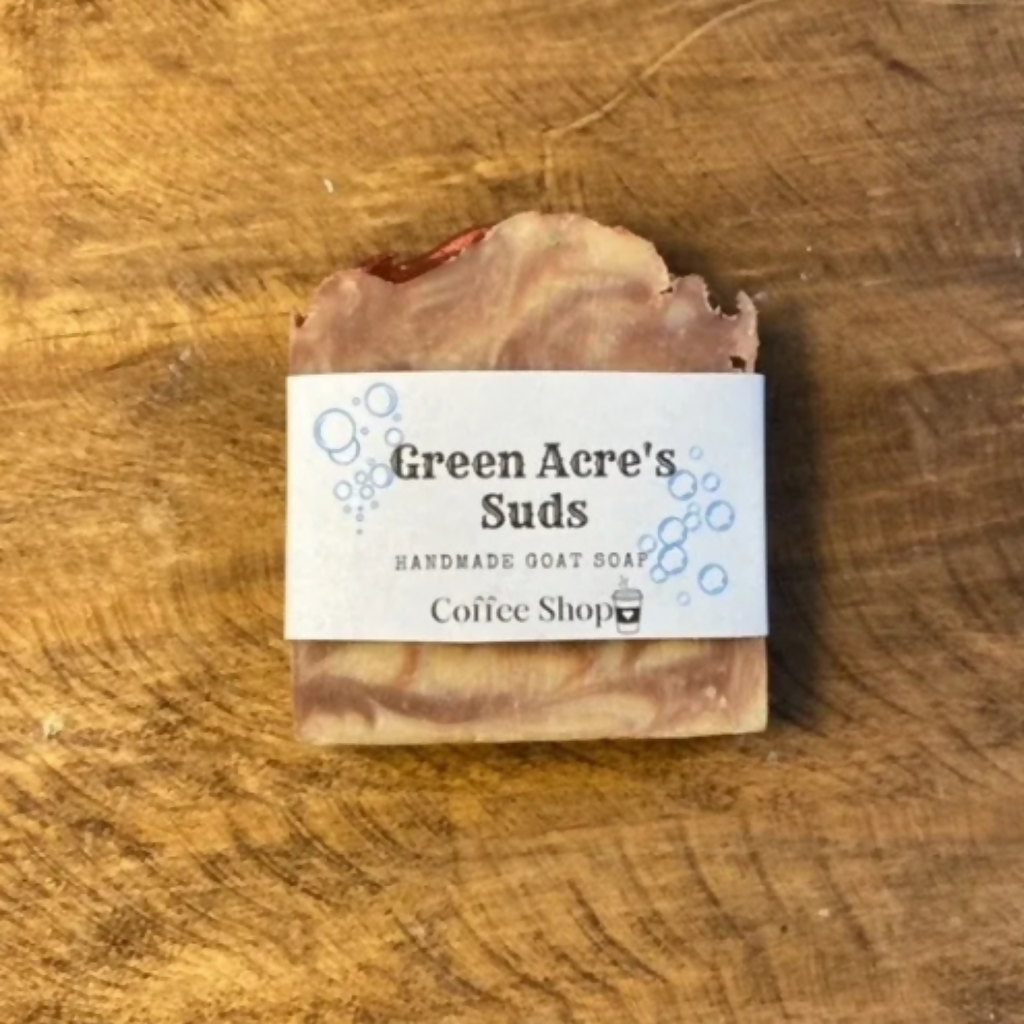 Green Acre's
Suds
HANDMADE GOAT SOAP
Coffee Shop